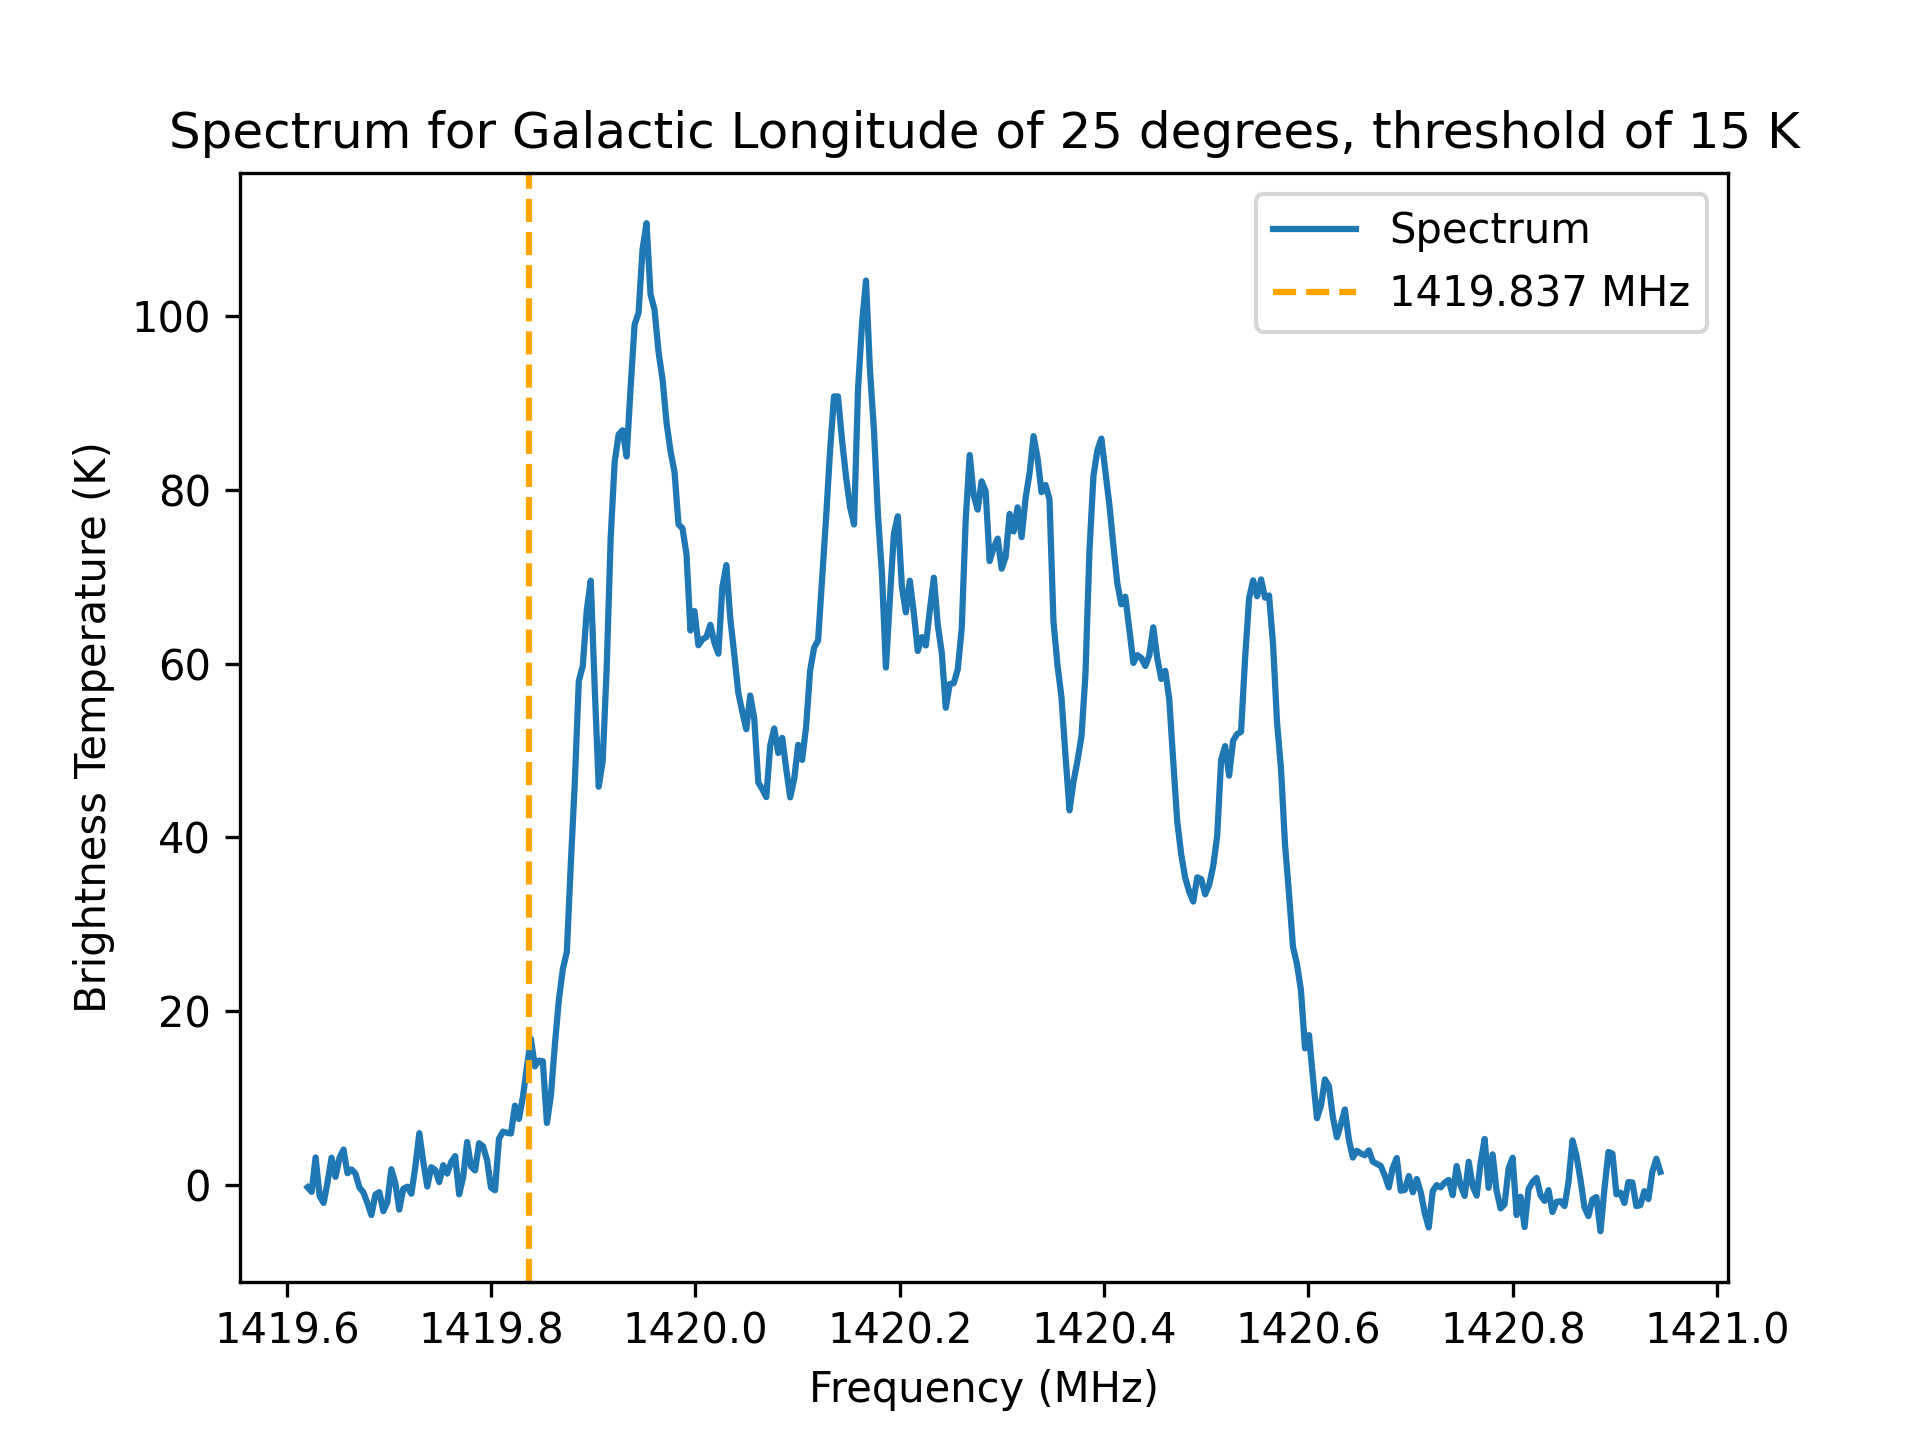 Spectrum for Galactic Longitude of 25 degrees, threshold of 15 K
Spectrum
1419.837 MHz
Brightness Temperature (K)
100
80
60
40
20
0
1419.6 1419.8 1420.0 1420.2 1420.4 1420.6 1420.8 1421.0
Frequency (MHz)